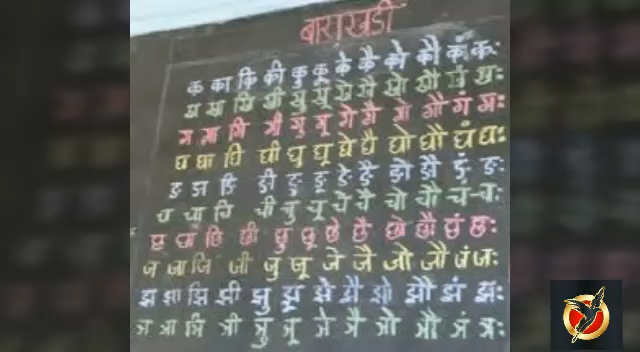 बाराखडी
क का कि की कु कू के कै को कौ कं कः
ख खा खि खी खु खू खे खै खो खौ खं खः
ग गा गि गी गु गू गे गै गो गौ गं गः
घ घा घि घी घु घू घे घै घो घौ घं घः
ङ ङा ङि ङी ङु ङू ङे ङै ङो ङौ ङं ङः
च चा चि ची चु चू चे चै चो चौ चं चः
छ छा छि छी छु छू छे छै छो छौ छं छः
ज जा जि जी जु जू जे जै जो जौ जं जः
झ झा झि झी झु झू झे झै झो झौ झं झः
ञ ञा ञि ञी ञु ञू ञे ञै ञो ञौ ञं ञः